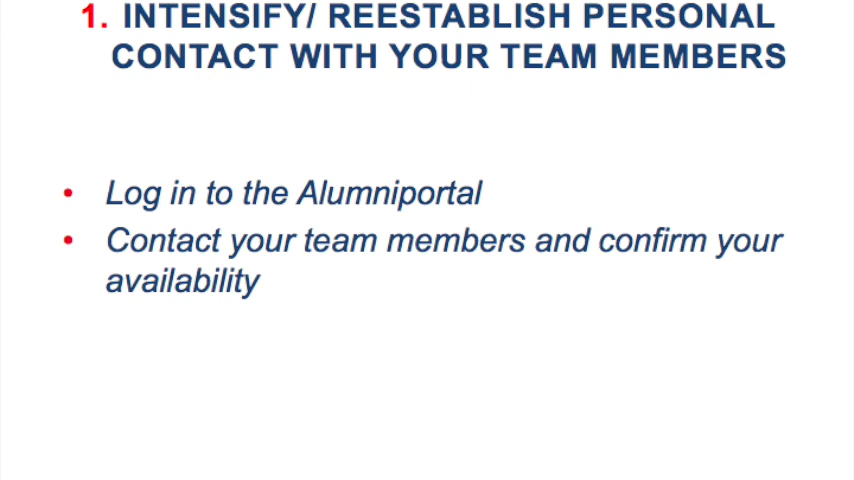 1. INTENSIFY/ REESTABLISH PERSONAL
CONTACT WITH YOUR TEAM MEMBERS
• Log in to the Alumniportal
• Contact your team members and confirm your
availability